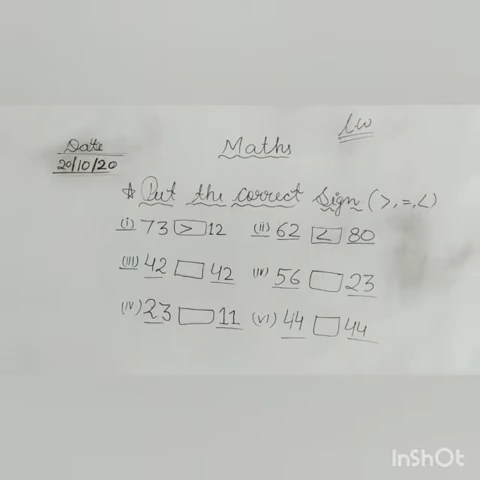 Cw
Date
20/10/20
Maths
☆ Put the correct Sign (>, =, <)
(i) 73 > 12 (ii) 62 < 80
(iii) 42 □ 42 (iv) 56 □ 23
(iv) 23 □ 11 (vi) 44 □ 44
InShOt